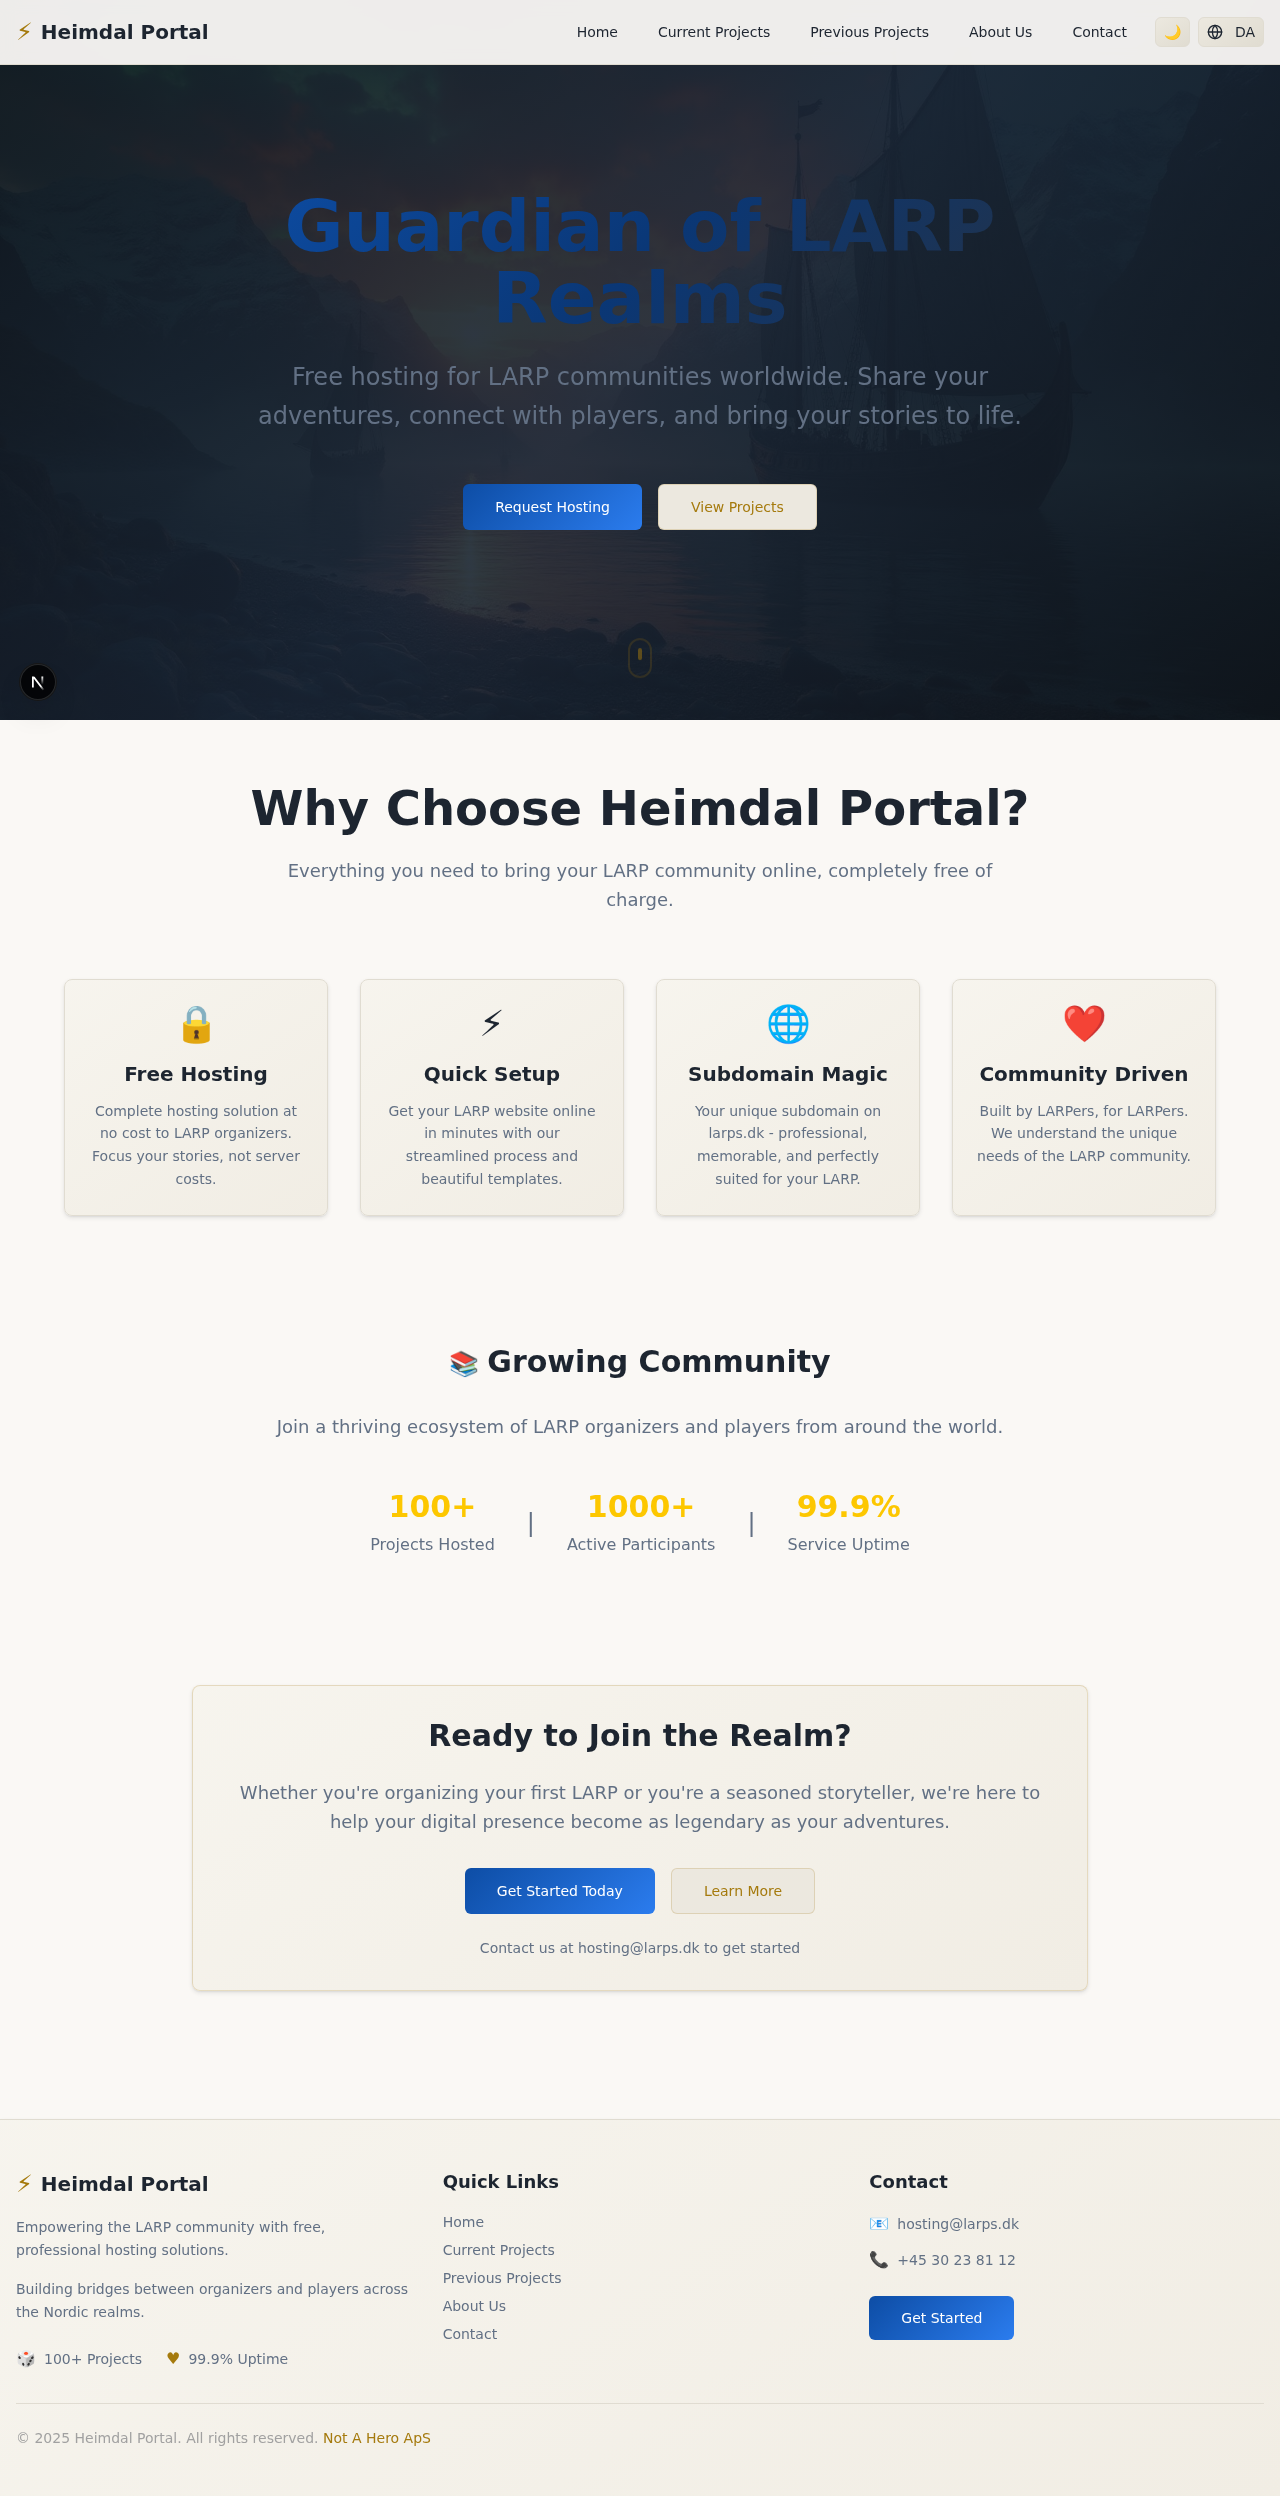 ⚡ Heimdal Portal
Home Current Projects Previous Projects About Us Contact 🌙 DA
Guardian of LARP
Realms
Free hosting for LARP communities worldwide. Share your
adventures, connect with players, and bring your stories to life.
Request Hosting View Projects
N
Why Choose Heimdal Portal?
Everything you need to bring your LARP community online, completely free of
charge.
🔒
Free Hosting
Complete hosting solution at
no cost to LARP organizers.
Focus your stories, not server
costs.
⚡
Quick Setup
Get your LARP website online
in minutes with our
streamlined process and
beautiful templates.
🌐
Subdomain Magic
Your unique subdomain on
larps.dk - professional,
memorable, and perfectly
suited for your LARP.
❤️
Community Driven
Built by LARPers, for LARPers.
We understand the unique
needs of the LARP community.
📚 Growing Community
Join a thriving ecosystem of LARP organizers and players from around the world.
100+
Projects Hosted
|
1000+
Active Participants
|
99.9%
Service Uptime
Ready to Join the Realm?
Whether you're organizing your first LARP or you're a seasoned storyteller, we're here to
help your digital presence become as legendary as your adventures.
Get Started Today Learn More
Contact us at hosting@larps.dk to get started
⚡ Heimdal Portal
Empowering the LARP community with free,
professional hosting solutions.
Building bridges between organizers and players across
the Nordic realms.
🎲 100+ Projects ♥ 99.9% Uptime
Quick Links
Home
Current Projects
Previous Projects
About Us
Contact
Contact
📧 hosting@larps.dk
📞 +45 30 23 81 12
Get Started
© 2025 Heimdal Portal. All rights reserved. Not A Hero ApS